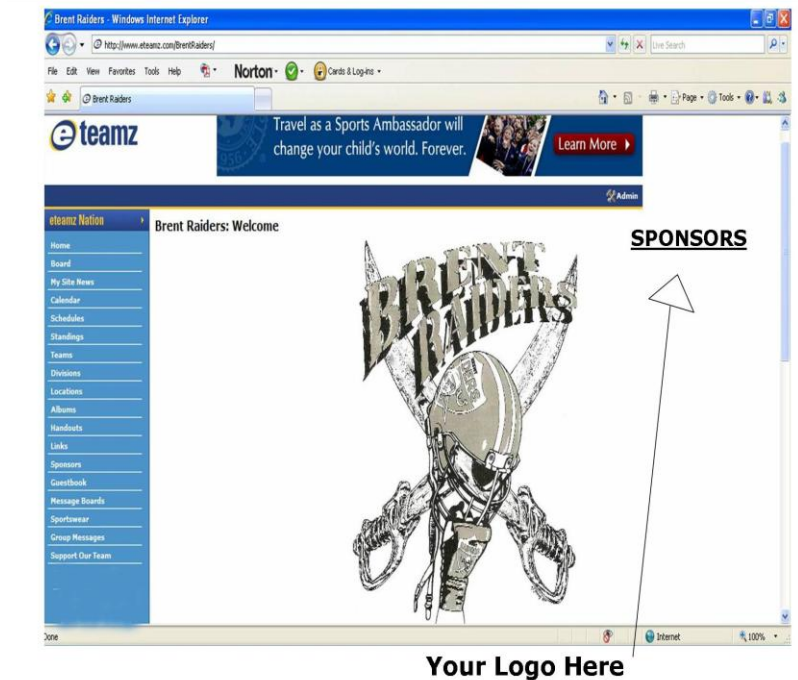 Brent Raiders - Windows Internet Explorer
http://www.eteamz.com/BrentRaiders/
Live Search
File Edit View Favorites Tools Help Norton Cards & Log-ins
Brent Raiders
Page Tools
eteamz
Travel as a Sports Ambassador will
change your child's world. Forever.
Learn More
Admin
eteamz Nation
Brent Raiders: Welcome
Home
Board
My Site News
Calendar
Schedules
Standings
Teams
Divisions
Locations
Albums
Handouts
Links
Sponsors
Guestbook
Message Boards
Sportswear
Group Messages
Support Our Team
BRENT
RAIDERS
SPONSORS
Done
Internet
100%
Your Logo Here